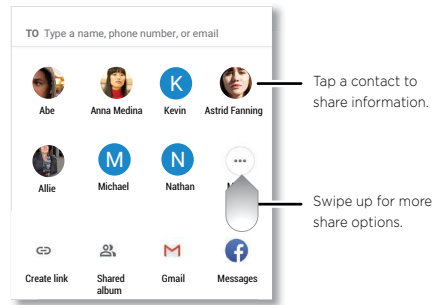 TO Type a name, phone number, or email
K
Abe Anna Medina Kevin Astrid Fanning
Tap a contact to
share information.
M N
Allie Michael Nathan
Swipe up for more
share options.
Create link Shared album Gmail Messages